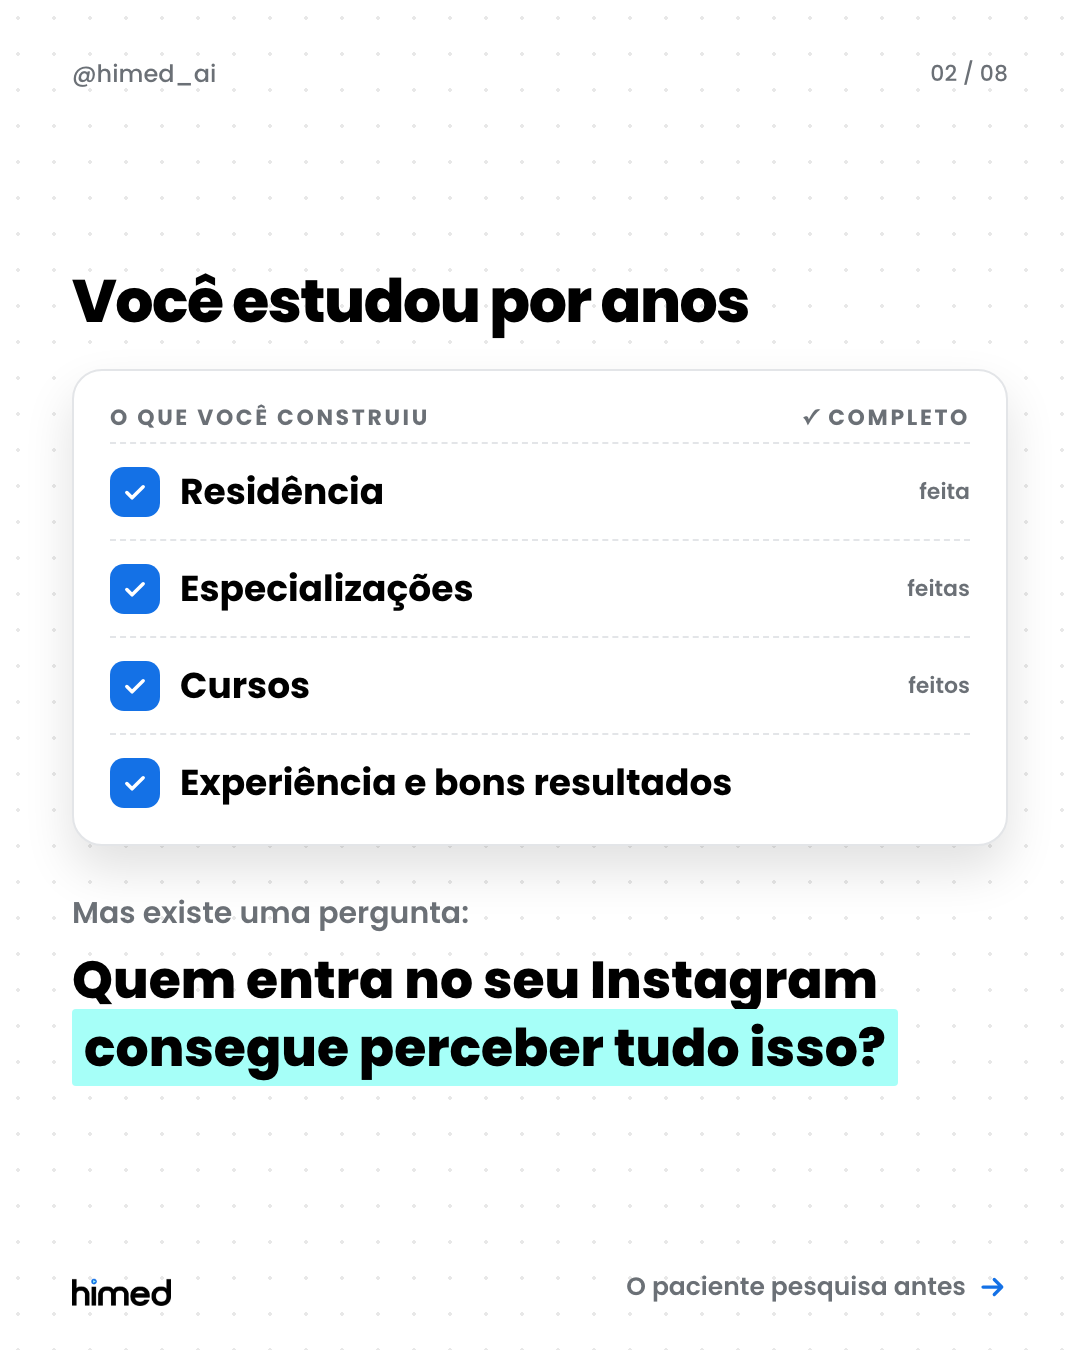 @himed_ai
02 / 08
Você estudou por anos
O QUE VOCÊ CONSTRUIU
✓ COMPLETO
Residência
feita
Especializações
feitas
Cursos
feitos
Experiência e bons resultados
Mas existe uma pergunta:
Quem entra no seu Instagram
consegue perceber tudo isso?
himed
O paciente pesquisa antes →